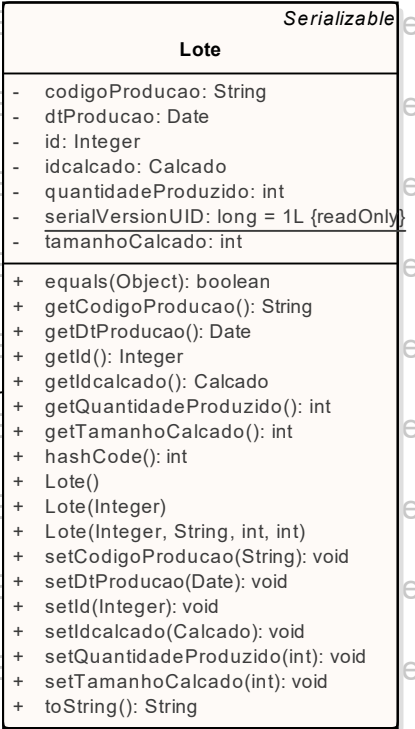 Serializable
Lote
- codigoProducao: String
- dtProducao: Date
- id: Integer
- idcalcado: Calcado
- quantidadeProduzido: int
- serialVersionUID: long = 1L {readOnly}
- tamanhoCalcado: int
+ equals(Object): boolean
+ getCodigoProducao(): String
+ getDtProducao(): Date
+ getId(): Integer
+ getIdcalcado(): Calcado
+ getQuantidadeProduzido(): int
+ getTamanhoCalcado(): int
+ hashCode(): int
+ Lote()
+ Lote(Integer)
+ Lote(Integer, String, int, int)
+ setCodigoProducao(String): void
+ setDtProducao(Date): void
+ setId(Integer): void
+ setIdcalcado(Calcado): void
+ setQuantidadeProduzido(int): void
+ setTamanhoCalcado(int): void
+ toString(): String